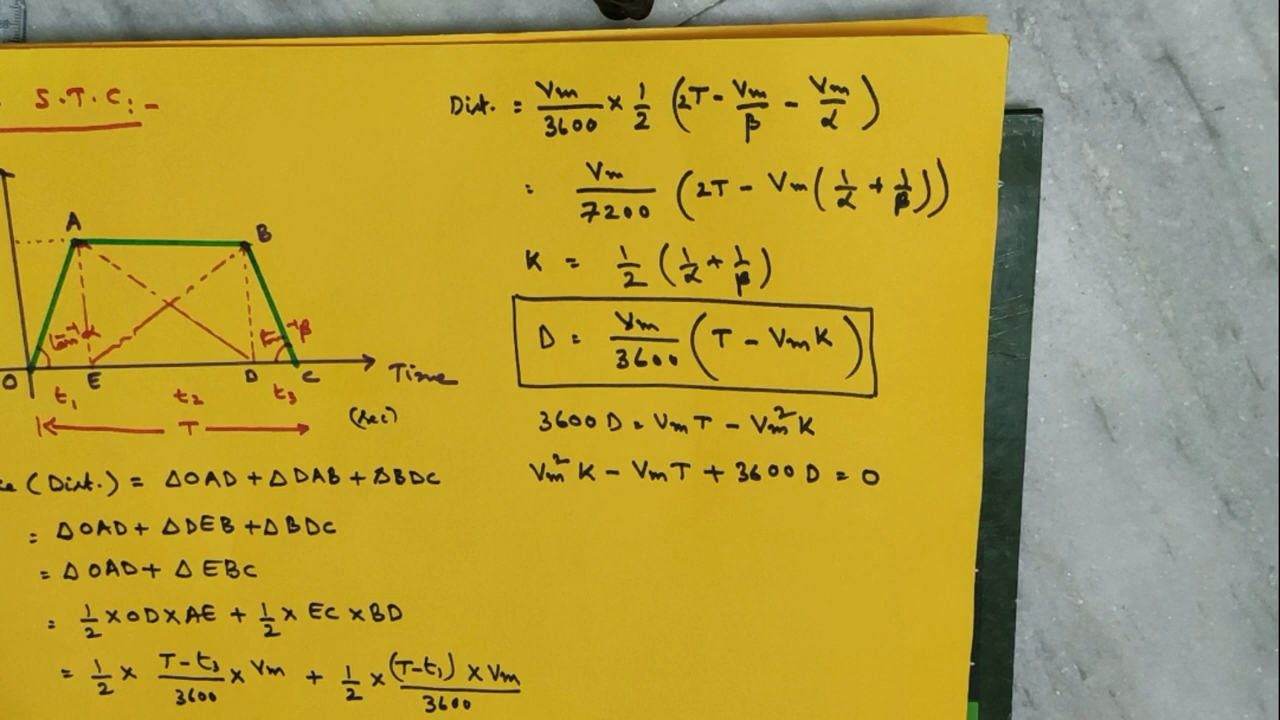 S.T.C:-
A B
tan⁻¹α tan⁻¹β
O E D C Time
t₁ t₂ t₃
T (sec)
(Dist.) = ΔOAD + ΔDAB + ΔBDC
= ΔOAD + ΔDEB + ΔBDC
= ΔOAD + ΔEBC
= 1/2 × OD × AE + 1/2 × EC × BD
= 1/2 × (T-t₃)/3600 × Vm + 1/2 × (T-t₁) × Vm/3600
Dist. = Vm/3600 × 1/2 (2T - Vm/β - Vm/α)
= Vm/7200 (2T - Vm(1/α + 1/β))
K = 1/2 (1/α + 1/β)
D = Vm/3600 (T - VmK)
3600 D = VmT - Vm²K
Vm²K - VmT + 3600 D = 0